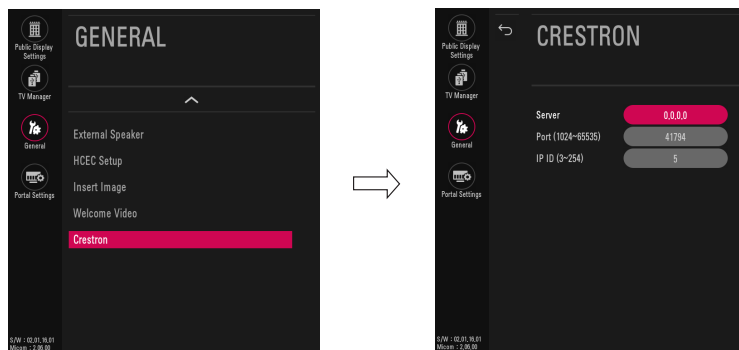 Public Display
Settings
TV Manager
General
Portal Settings
S/W : 02.01.16.01
Micom : 2.06.00
GENERAL
External Speaker
HCEC Setup
Insert Image
Welcome Video
Crestron
Public Display
Settings
TV Manager
General
Portal Settings
S/W : 02.01.16.01
Micom : 2.06.00
CRESTRON
Server 0.0.0.0
Port (1024~65535) 41794
IP ID (3~254) 5